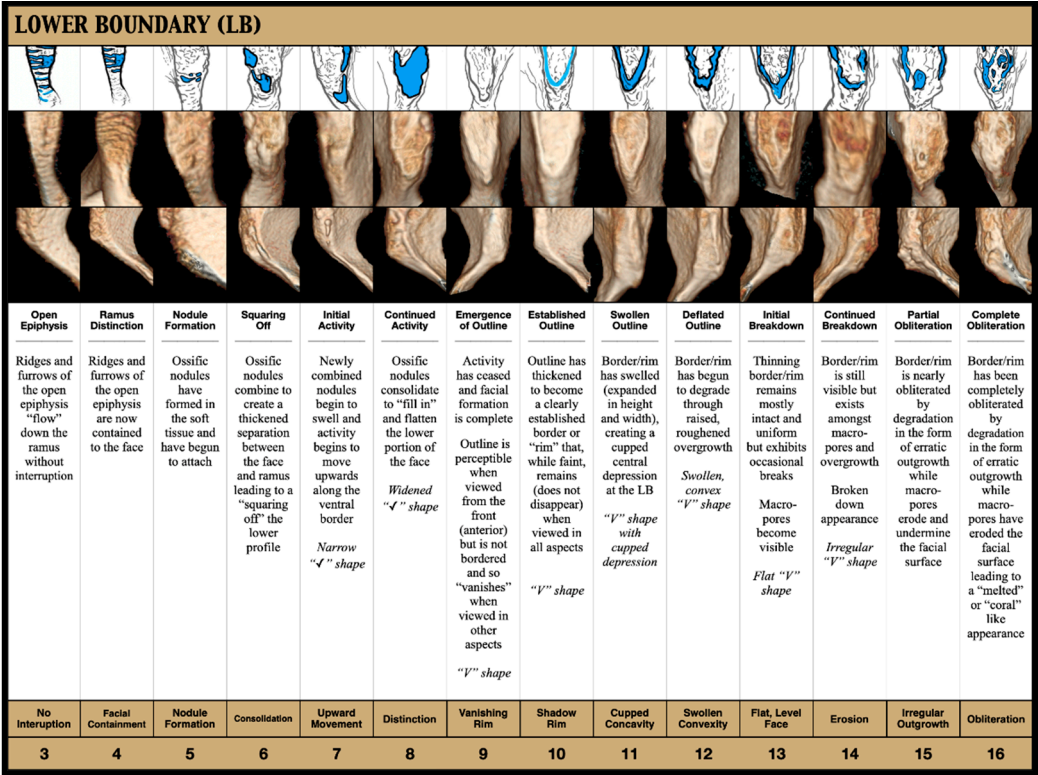 LOWER BOUNDARY (LB)
Open
Epiphysis
Ridges and
furrows of
the open
epiphysis
“flow”
down the
ramus
without
interruption
Ramus
Distinction
Ridges and
furrows of
the open
epiphysis
are now
contained
to the face
Nodule
Formation
Ossific
nodules
have
formed in
the soft
tissue and
have begun
to attach
Squaring
Off
Ossific
nodules
combine to
create a
thickened
separation
between
the face
and ramus
leading to a
“squaring
off” the
lower
profile
Initial
Activity
Newly
combined
nodules
begin to
swell and
activity
begins to
move
upwards
along the
ventral
border
Narrow
“✓” shape
Continued
Activity
Ossific
nodules
consolidate
to “fill in”
and flatten
the lower
portion of
the face
Widened
“✓” shape
Emergence
of Outline
Activity
has ceased
and facial
formation
is complete
Outline is
perceptible
when
viewed
from the
front
(anterior)
but is not
bordered
and so
“vanishes”
when
viewed in
other
aspects
“V” shape
Established
Outline
Outline has
thickened
to become
a clearly
established
border or
“rim” that,
while faint,
remains
(does not
disappear)
when
viewed in
all aspects
“V” shape
Swollen
Outline
Border/rim
has swelled
(expanded
in height
and width),
creating a
cupped
central
depression
at the LB
“V” shape
with
cupped
depression
Deflated
Outline
Border/rim
has begun
to degrade
through
raised,
roughened
overgrowth
Swollen,
convex
“V” shape
Initial
Breakdown
Thinning
border/rim
remains
mostly
intact and
uniform
but exhibits
occasional
breaks
Macro-
pores
become
visible
Flat “V”
shape
Continued
Breakdown
Border/rim
is still
visible but
exists
amongst
macro-
pores and
overgrowth
Broken
down
appearance
Irregular
“V” shape
Partial
Obliteration
Border/rim
is nearly
obliterated
by
degradation
in the form
of erratic
outgrowth
while
macro-
pores
erode and
undermine
the facial
surface
Complete
Obliteration
Border/rim
has been
completely
obliterated
by
degradation
in the form
of erratic
outgrowth
while
macro-
pores have
eroded the
facial
surface
leading to
a “melted”
or “coral”
like
appearance
No
Interuption
Facial
Containment
Nodule
Formation
Consolidation
Upward
Movement
Distinction
Vanishing
Rim
Shadow
Rim
Cupped
Concavity
Swollen
Convexity
Flat, Level
Face
Erosion
Irregular
Outgrowth
Obliteration
3 4 5 6 7 8 9 10 11 12 13 14 15 16